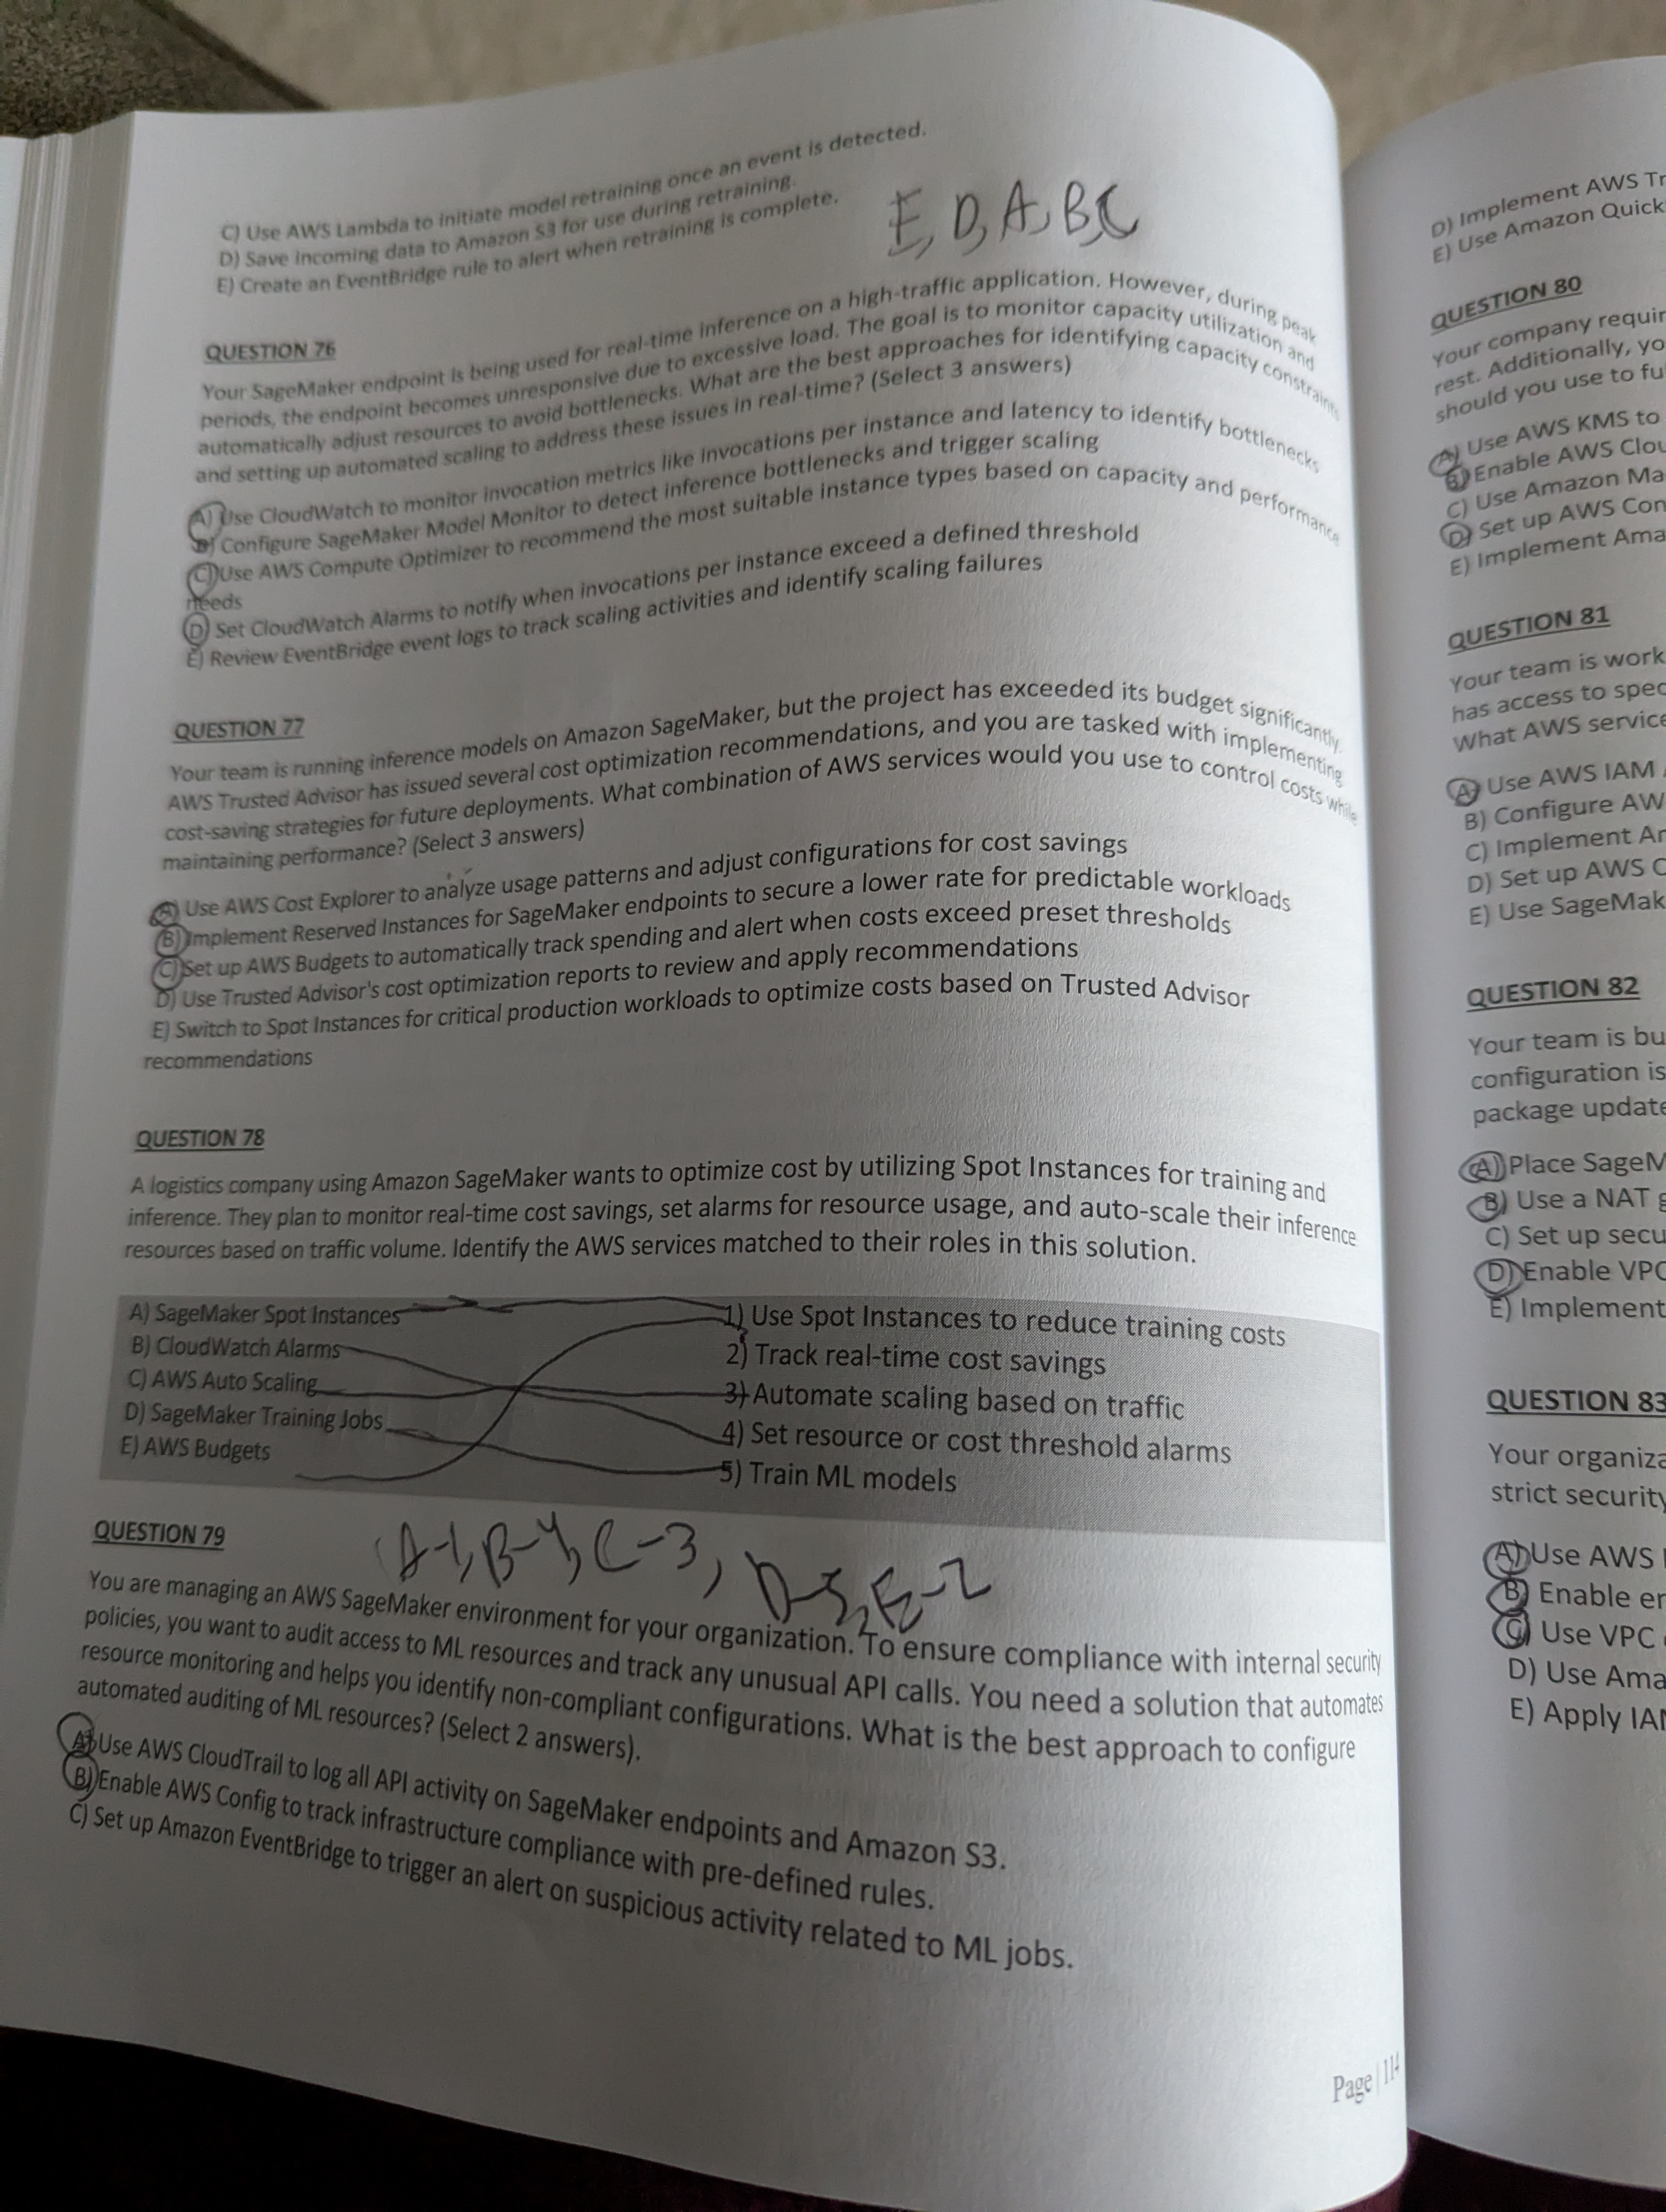 C) Use AWS Lambda to initiate model retraining once an event is detected.
D) Save incoming data to Amazon S3 for use during retraining.
E) Create an EventBridge rule to alert when retraining is complete.
E, D, A, B, C
QUESTION 76
Your SageMaker endpoint is being used for real-time inference on a high-traffic application. However, during peak
periods, the endpoint becomes unresponsive due to excessive load. The goal is to monitor capacity utilization and
automatically adjust resources to avoid bottlenecks. What are the best approaches for identifying capacity constraints
and setting up automated scaling to address these issues in real-time? (Select 3 answers)
A) Use CloudWatch to monitor invocation metrics like invocations per instance and latency to identify bottlenecks
B) Configure SageMaker Model Monitor to detect inference bottlenecks and trigger scaling
C) Use AWS Compute Optimizer to recommend the most suitable instance types based on capacity and performance
needs
D) Set CloudWatch Alarms to notify when invocations per instance exceed a defined threshold
E) Review EventBridge event logs to track scaling activities and identify scaling failures
QUESTION 77
Your team is running inference models on Amazon SageMaker, but the project has exceeded its budget significantly.
AWS Trusted Advisor has issued several cost optimization recommendations, and you are tasked with implementing
cost-saving strategies for future deployments. What combination of AWS services would you use to control costs while
maintaining performance? (Select 3 answers)
A) Use AWS Cost Explorer to analyze usage patterns and adjust configurations for cost savings
B) Implement Reserved Instances for SageMaker endpoints to secure a lower rate for predictable workloads
C) Set up AWS Budgets to automatically track spending and alert when costs exceed preset thresholds
D) Use Trusted Advisor's cost optimization reports to review and apply recommendations
E) Switch to Spot Instances for critical production workloads to optimize costs based on Trusted Advisor
recommendations
QUESTION 78
A logistics company using Amazon SageMaker wants to optimize cost by utilizing Spot Instances for training and
inference. They plan to monitor real-time cost savings, set alarms for resource usage, and auto-scale their inference
resources based on traffic volume. Identify the AWS services matched to their roles in this solution.
A) SageMaker Spot Instances
B) CloudWatch Alarms
C) AWS Auto Scaling
D) SageMaker Training Jobs
E) AWS Budgets
1) Use Spot Instances to reduce training costs
2) Track real-time cost savings
3) Automate scaling based on traffic
4) Set resource or cost threshold alarms
5) Train ML models
A-1, B-4, C-3, D-5, E-2
QUESTION 79
You are managing an AWS SageMaker environment for your organization. To ensure compliance with internal security
policies, you want to audit access to ML resources and track any unusual API calls. You need a solution that automates
resource monitoring and helps you identify non-compliant configurations. What is the best approach to configure
automated auditing of ML resources? (Select 2 answers).
A) Use AWS CloudTrail to log all API activity on SageMaker endpoints and Amazon S3.
B) Enable AWS Config to track infrastructure compliance with pre-defined rules.
C) Set up Amazon EventBridge to trigger an alert on suspicious activity related to ML jobs.
Page | 114
D) Implement AWS Tr
E) Use Amazon Quick
QUESTION 80
Your company requir
rest. Additionally, yo
should you use to fu
A) Use AWS KMS to
B) Enable AWS Clou
C) Use Amazon Ma
D) Set up AWS Con
E) Implement Ama
QUESTION 81
Your team is work
has access to spec
What AWS service
A) Use AWS IAM
B) Configure AW
C) Implement Am
D) Set up AWS C
E) Use SageMak
QUESTION 82
Your team is bu
configuration is
package update
A) Place SageM
B) Use a NAT g
C) Set up secu
D) Enable VPC
E) Implement
QUESTION 83
Your organiza
strict security
A) Use AWS
B) Enable en
C) Use VPC
D) Use Ama
E) Apply IAM